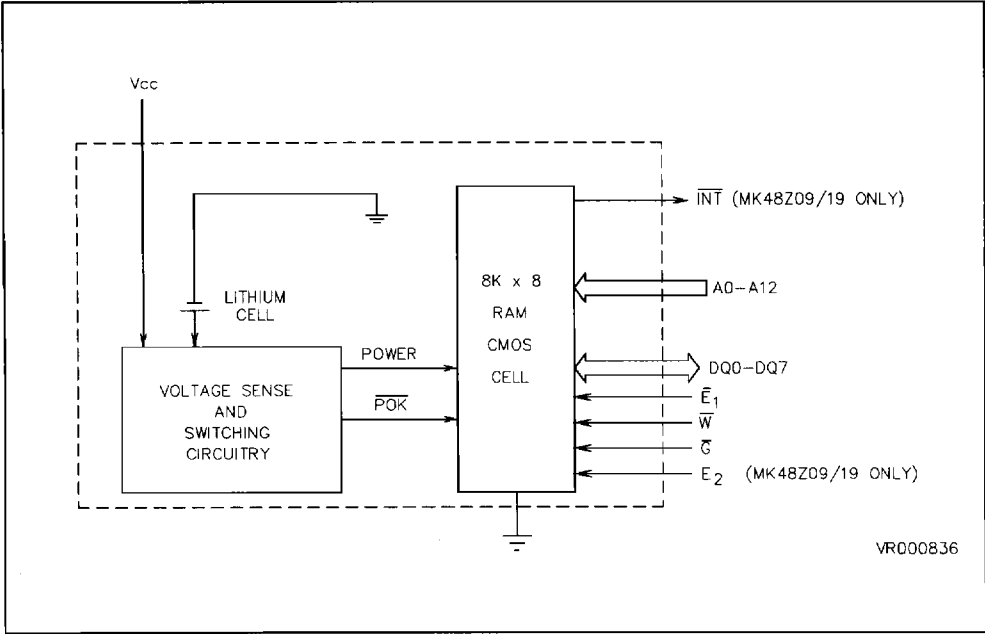 Vcc
INT (MK48Z09/19 ONLY)
8K x 8
RAM
CMOS
CELL
A0-A12
LITHIUM
CELL
POWER
POK
DQ0-DQ7
VOLTAGE SENSE
AND
SWITCHING
CIRCUITRY
E̅1
W̅
G̅
E2 (MK48Z09/19 ONLY)
VR000836